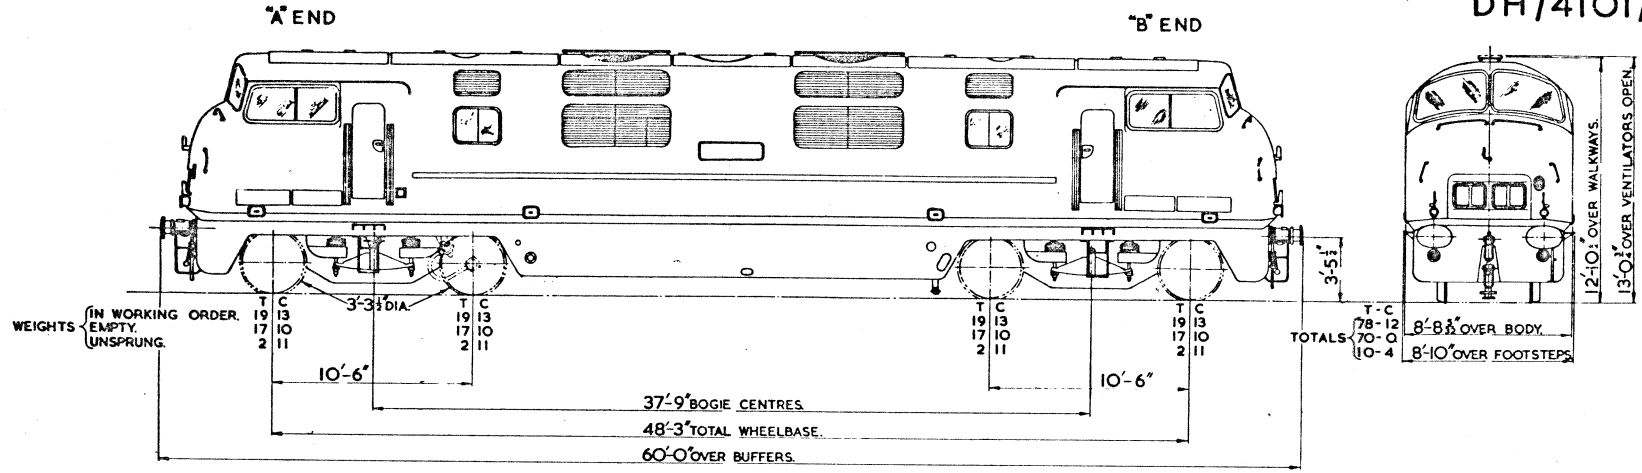 "A" END
"B" END
DH/4101/
12'-10½" OVER WALKWAYS.
13'-0¾" OVER VENTILATORS OPEN.
3'-5½"
3'-3½" DIA.
WEIGHTS
IN WORKING ORDER.
EMPTY.
UNSPRUNG.
T C
19 13
17 10
2 11
T C
19 13
17 10
2 11
T C
19 13
17 10
2 11
T C
19 13
17 10
2 11
TOTALS
T - C
78-12
70-0
10-4
8'-8 OVER BODY.
8'-10" OVER FOOTSTEPS
10'-6"
10'-6"
37'-9" BOGIE CENTRES.
48'-3" TOTAL WHEELBASE.
60'-0" OVER BUFFERS.